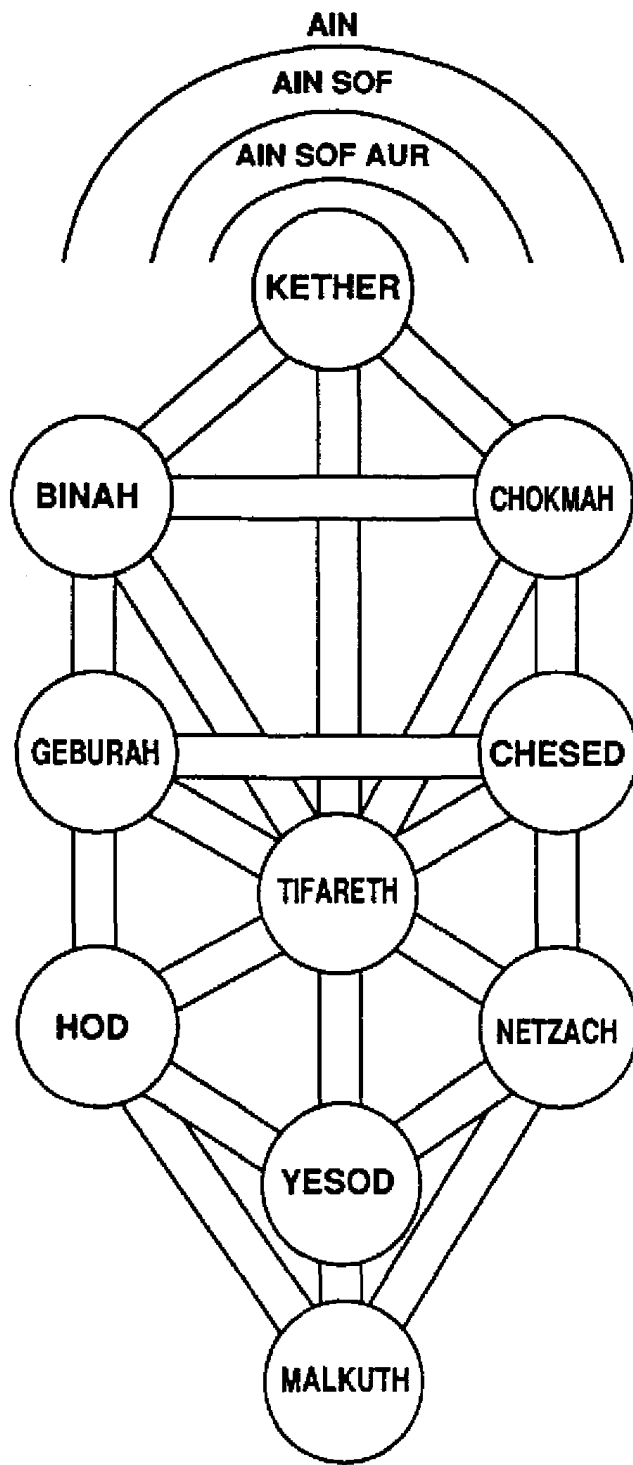 AIN
AIN SOF
AIN SOF AUR
KETHER
BINAH
CHOKMAH
GEBURAH
CHESED
TIFARETH
HOD
NETZACH
YESOD
MALKUTH